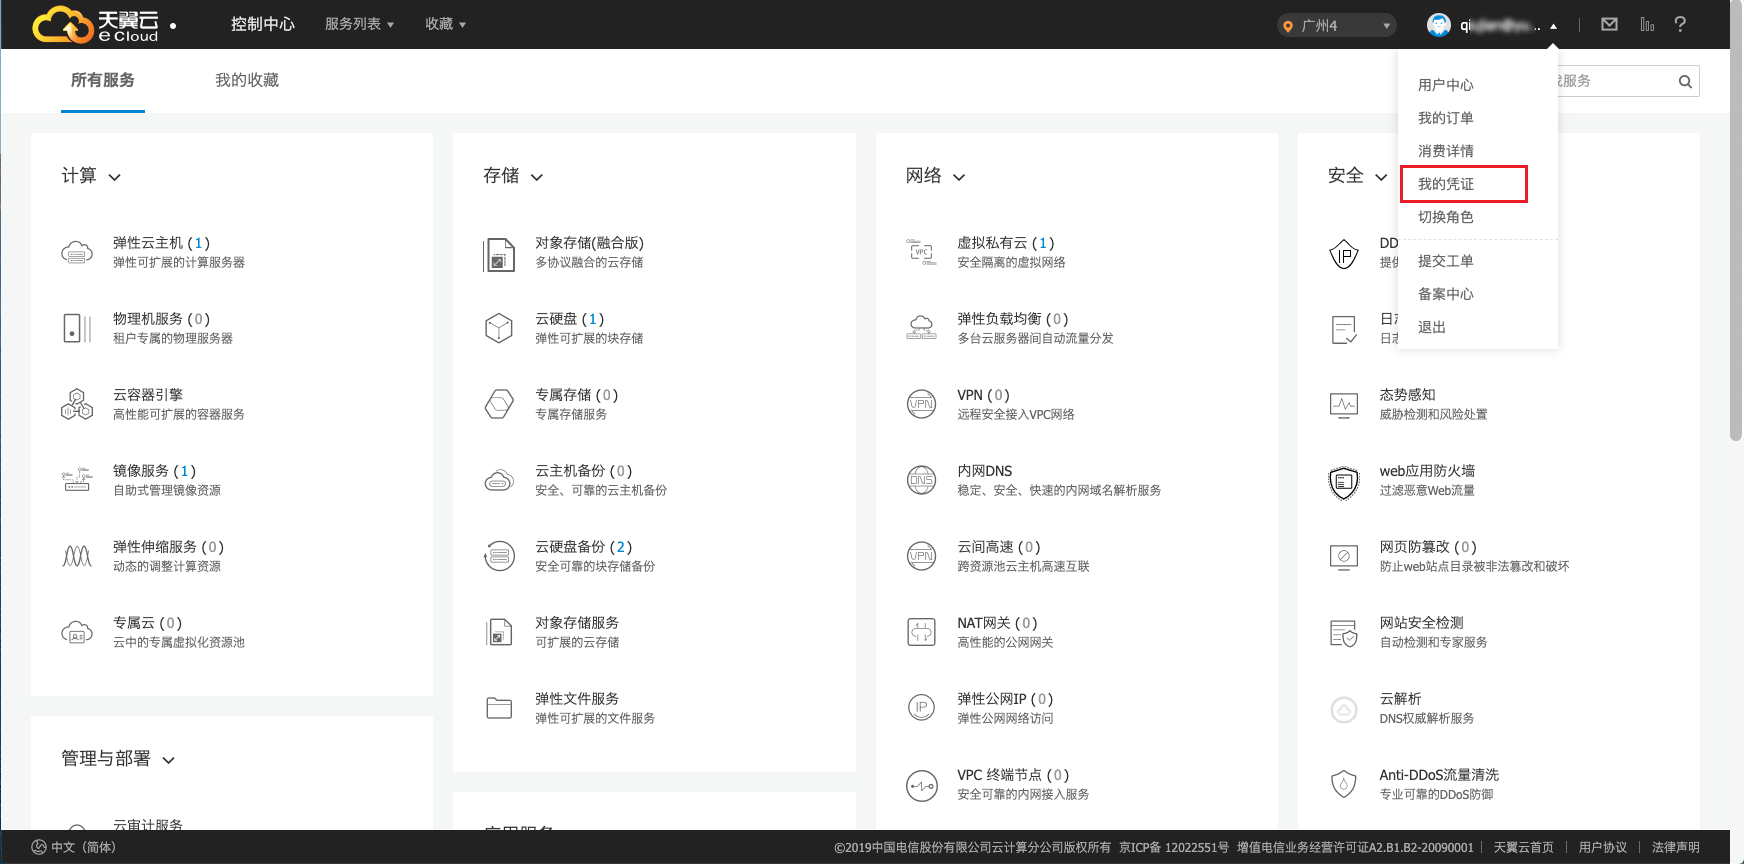 天翼云
e Cloud
控制中心
服务列表
收藏
广州4
用户中心
我的订单
消费详情
我的凭证
切换角色
提交工单
备案中心
退出
所有服务
我的收藏
服务
计算
弹性云主机 (1)
弹性可扩展的计算服务器
物理机服务 (0)
租户专属的物理服务器
云容器引擎
高性能可扩展的容器服务
镜像服务 (1)
自助式管理镜像资源
弹性伸缩服务 (0)
动态的调整计算资源
专属云 (0)
云中的专属虚拟化资源池
管理与部署
云审计服务
存储
对象存储(融合版)
多协议融合的云存储
云硬盘 (1)
弹性可扩展的块存储
专属存储 (0)
专属存储服务
云主机备份 (0)
安全、可靠的云主机备份
云硬盘备份 (2)
安全可靠的块存储备份
对象存储服务
可扩展的云存储
弹性文件服务
弹性可扩展的文件服务
网络
VPC
虚拟私有云 (1)
安全隔离的虚拟网络
弹性负载均衡 (0)
多台云服务器间自动流量分发
VPN
VPN (0)
远程安全接入VPC网络
DNS
内网DNS
稳定、安全、快速的内网域名解析服务
VPN
云间高速 (0)
跨资源池云主机高速互联
NAT网关 (0)
高性能的公网网关
IP
弹性公网IP (0)
弹性公网网络访问
VPC 终端节点 (0)
安全可靠的内网接入服务
安全
IP
DD
提供
日志
日志
态势感知
威胁检测和风险处置
web应用防火墙
过滤恶意Web流量
网页防篡改 (0)
防止web站点目录被非法篡改和破坏
网站安全检测
自动检测和专家服务
云解析
DNS权威解析服务
Anti-DDoS流量清洗
专业可靠的DDoS防御
中文（简体）
©2019中国电信股份有限公司云计算分公司版权所有 京ICP备 12022551号 增值电信业务经营许可证A2.B1.B2-20090001
天翼云首页
用户协议
法律声明